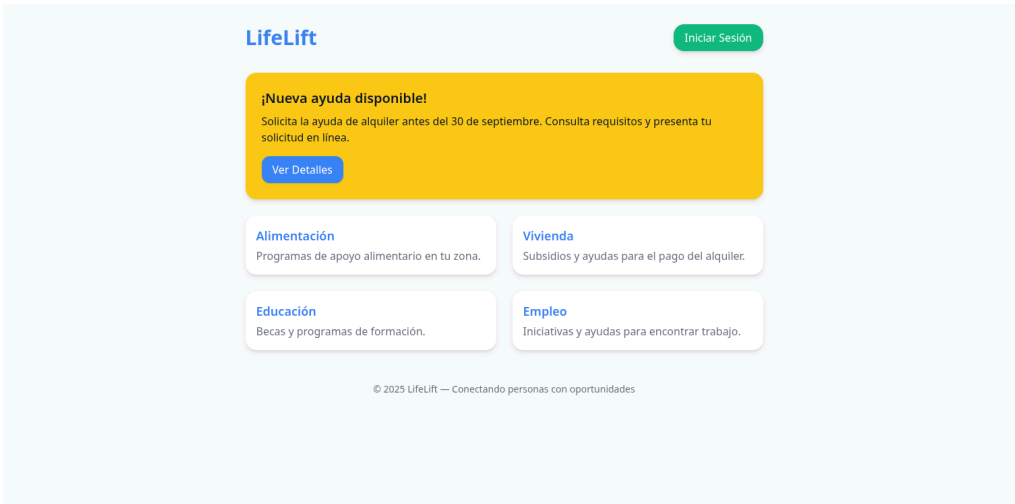 LifeLift
Iniciar Sesión
¡Nueva ayuda disponible!
Solicita la ayuda de alquiler antes del 30 de septiembre. Consulta requisitos y presenta tu
solicitud en línea.
Ver Detalles
Alimentación
Programas de apoyo alimentario en tu zona.
Vivienda
Subsidios y ayudas para el pago del alquiler.
Educación
Becas y programas de formación.
Empleo
Iniciativas y ayudas para encontrar trabajo.
© 2025 LifeLift — Conectando personas con oportunidades